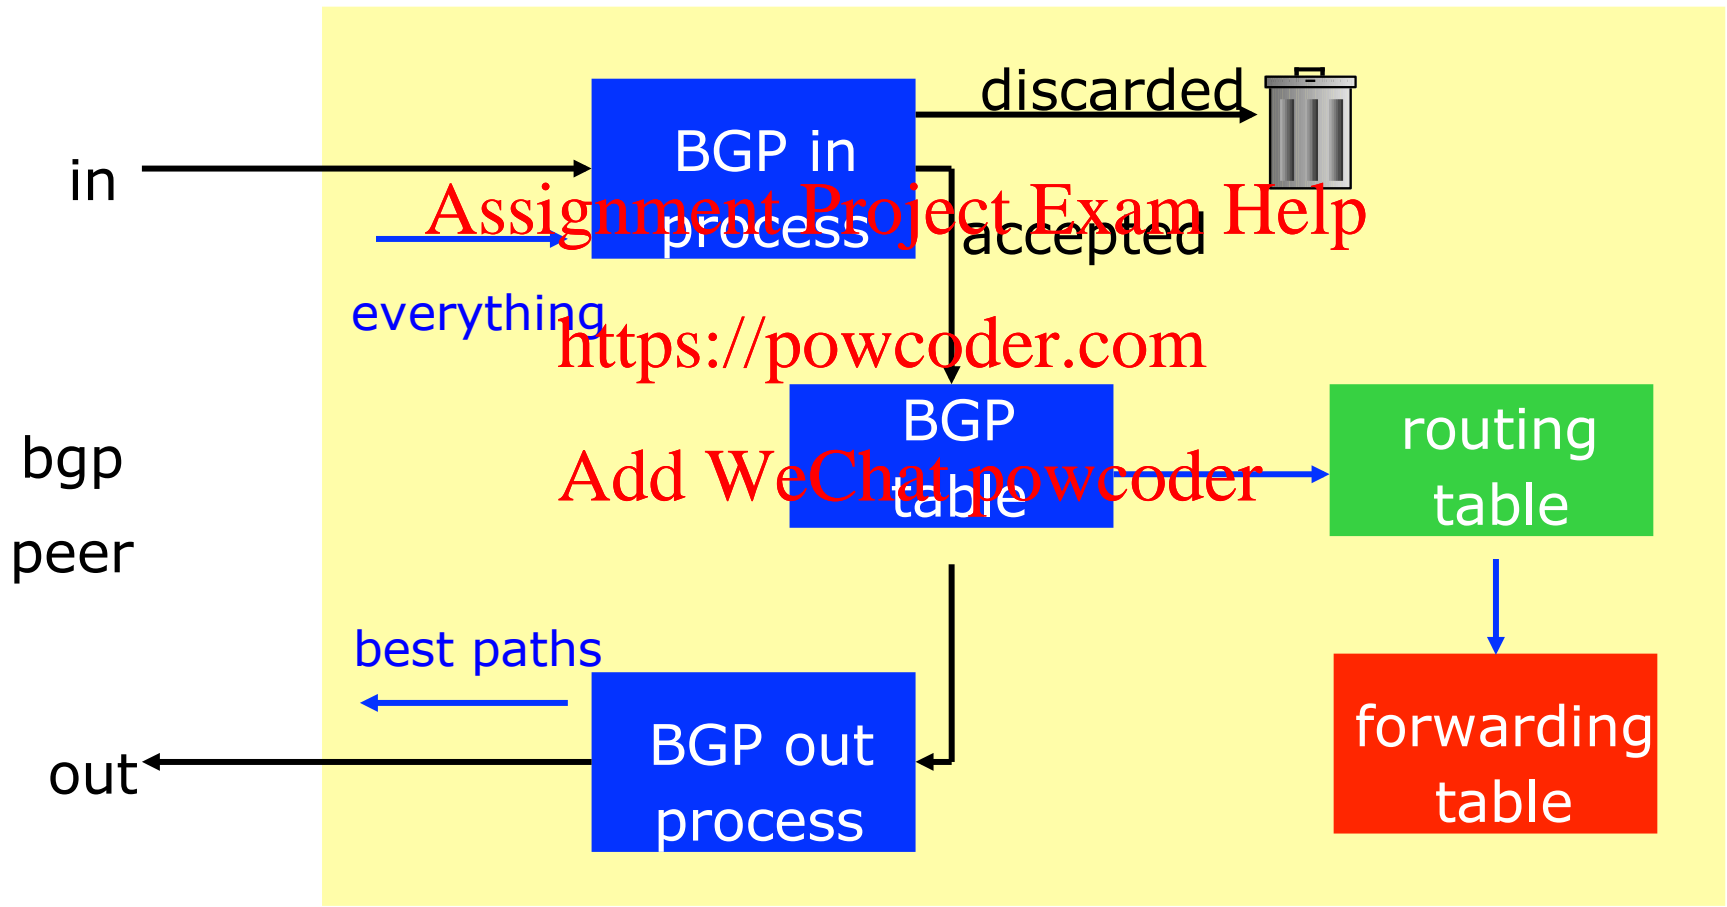 discarded
in
BGP in
process
accepted
Assignment Project Exam Help
everything
https://powcoder.com
bgp
peer
BGP
table
Add WeChat powcoder
routing
table
best paths
BGP out
process
out
forwarding
table